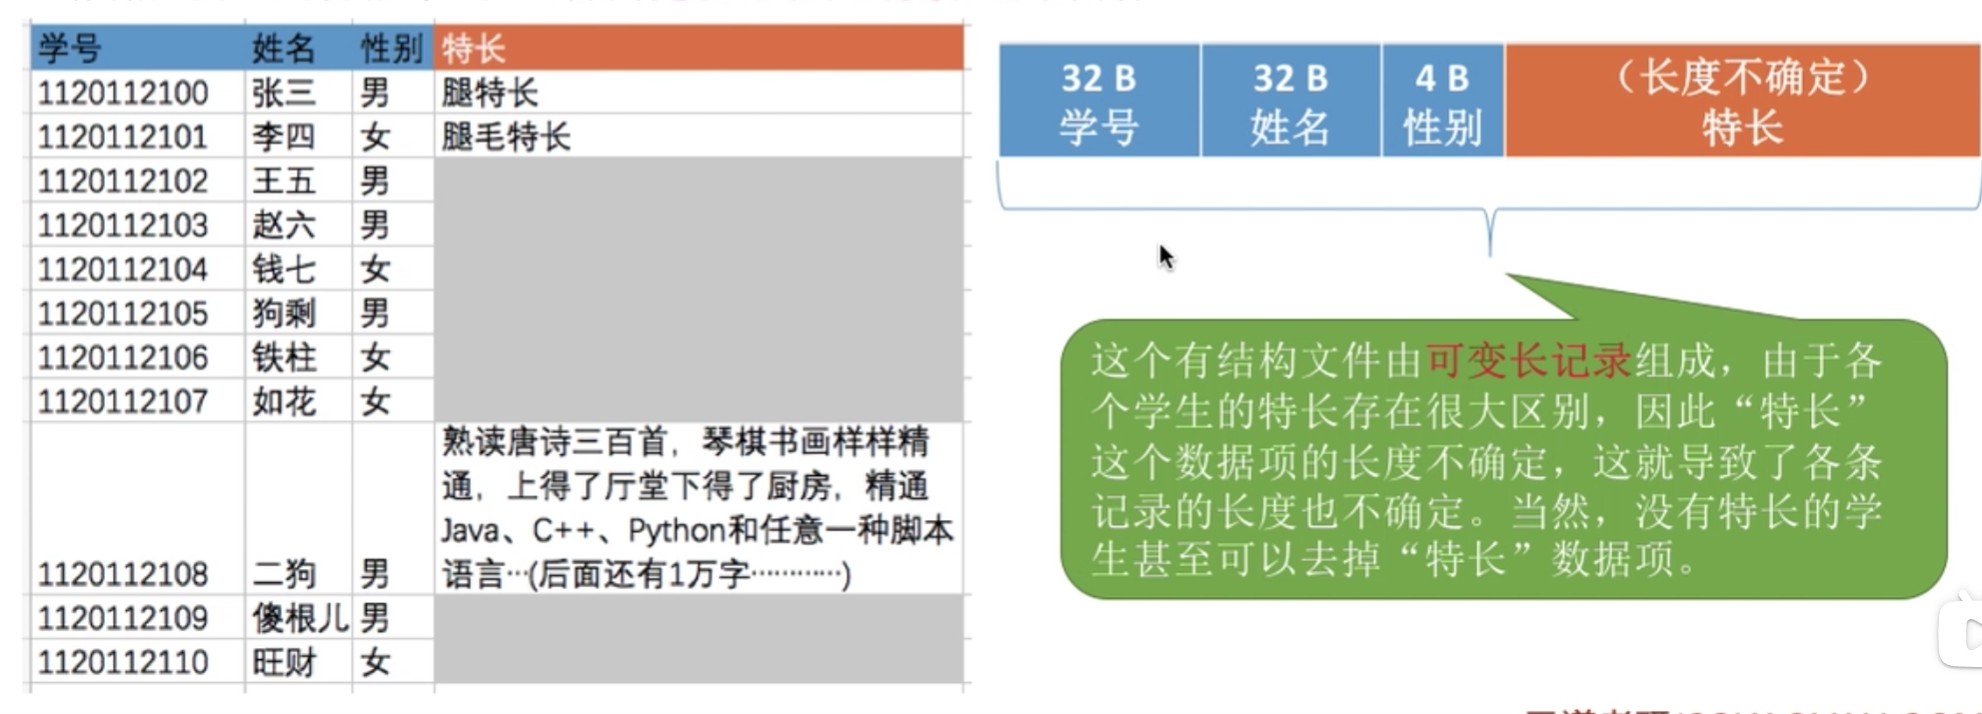 学号 姓名 性别 特长
1120112100 张三 男 腿特长
1120112101 李四 女 腿毛特长
1120112102 王五 男
1120112103 赵六 男
1120112104 钱七 女
1120112105 狗剩 男
1120112106 铁柱 女
1120112107 如花 女
熟读唐诗三百首，琴棋书画样样精
通，上得了厅堂下得了厨房，精通
Java、C++、Python和任意一种脚本
1120112108 二狗 男 语言…(后面还有1万字…………)
1120112109 傻根儿 男
1120112110 旺财 女
32 B 32 B 4 B （长度不确定）
学号 姓名 性别 特长
这个有结构文件由可变长记录组成，由于各
个学生的特长存在很大区别，因此“特长”
这个数据项的长度不确定，这就导致了各条
记录的长度也不确定。当然，没有特长的学
生甚至可以去掉“特长”数据项。